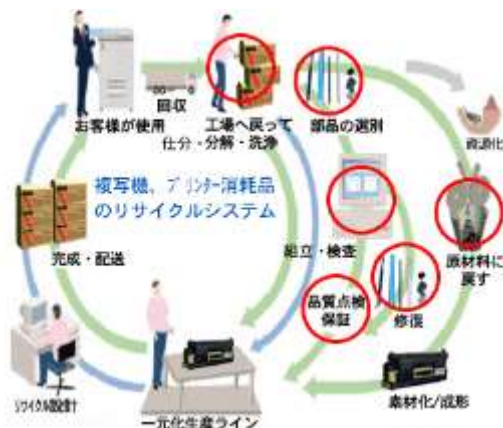 お客様が使用
回収
工場へ戻って
仕分・分解・洗浄
部品の選別
資源化
複写機、プリンター消耗品
のリサイクルシステム
完成・配送
組立・検査
原材料に
戻す
品質点検
保証
修復
リサイクル設計
一元化生産ライン
素材化/成形